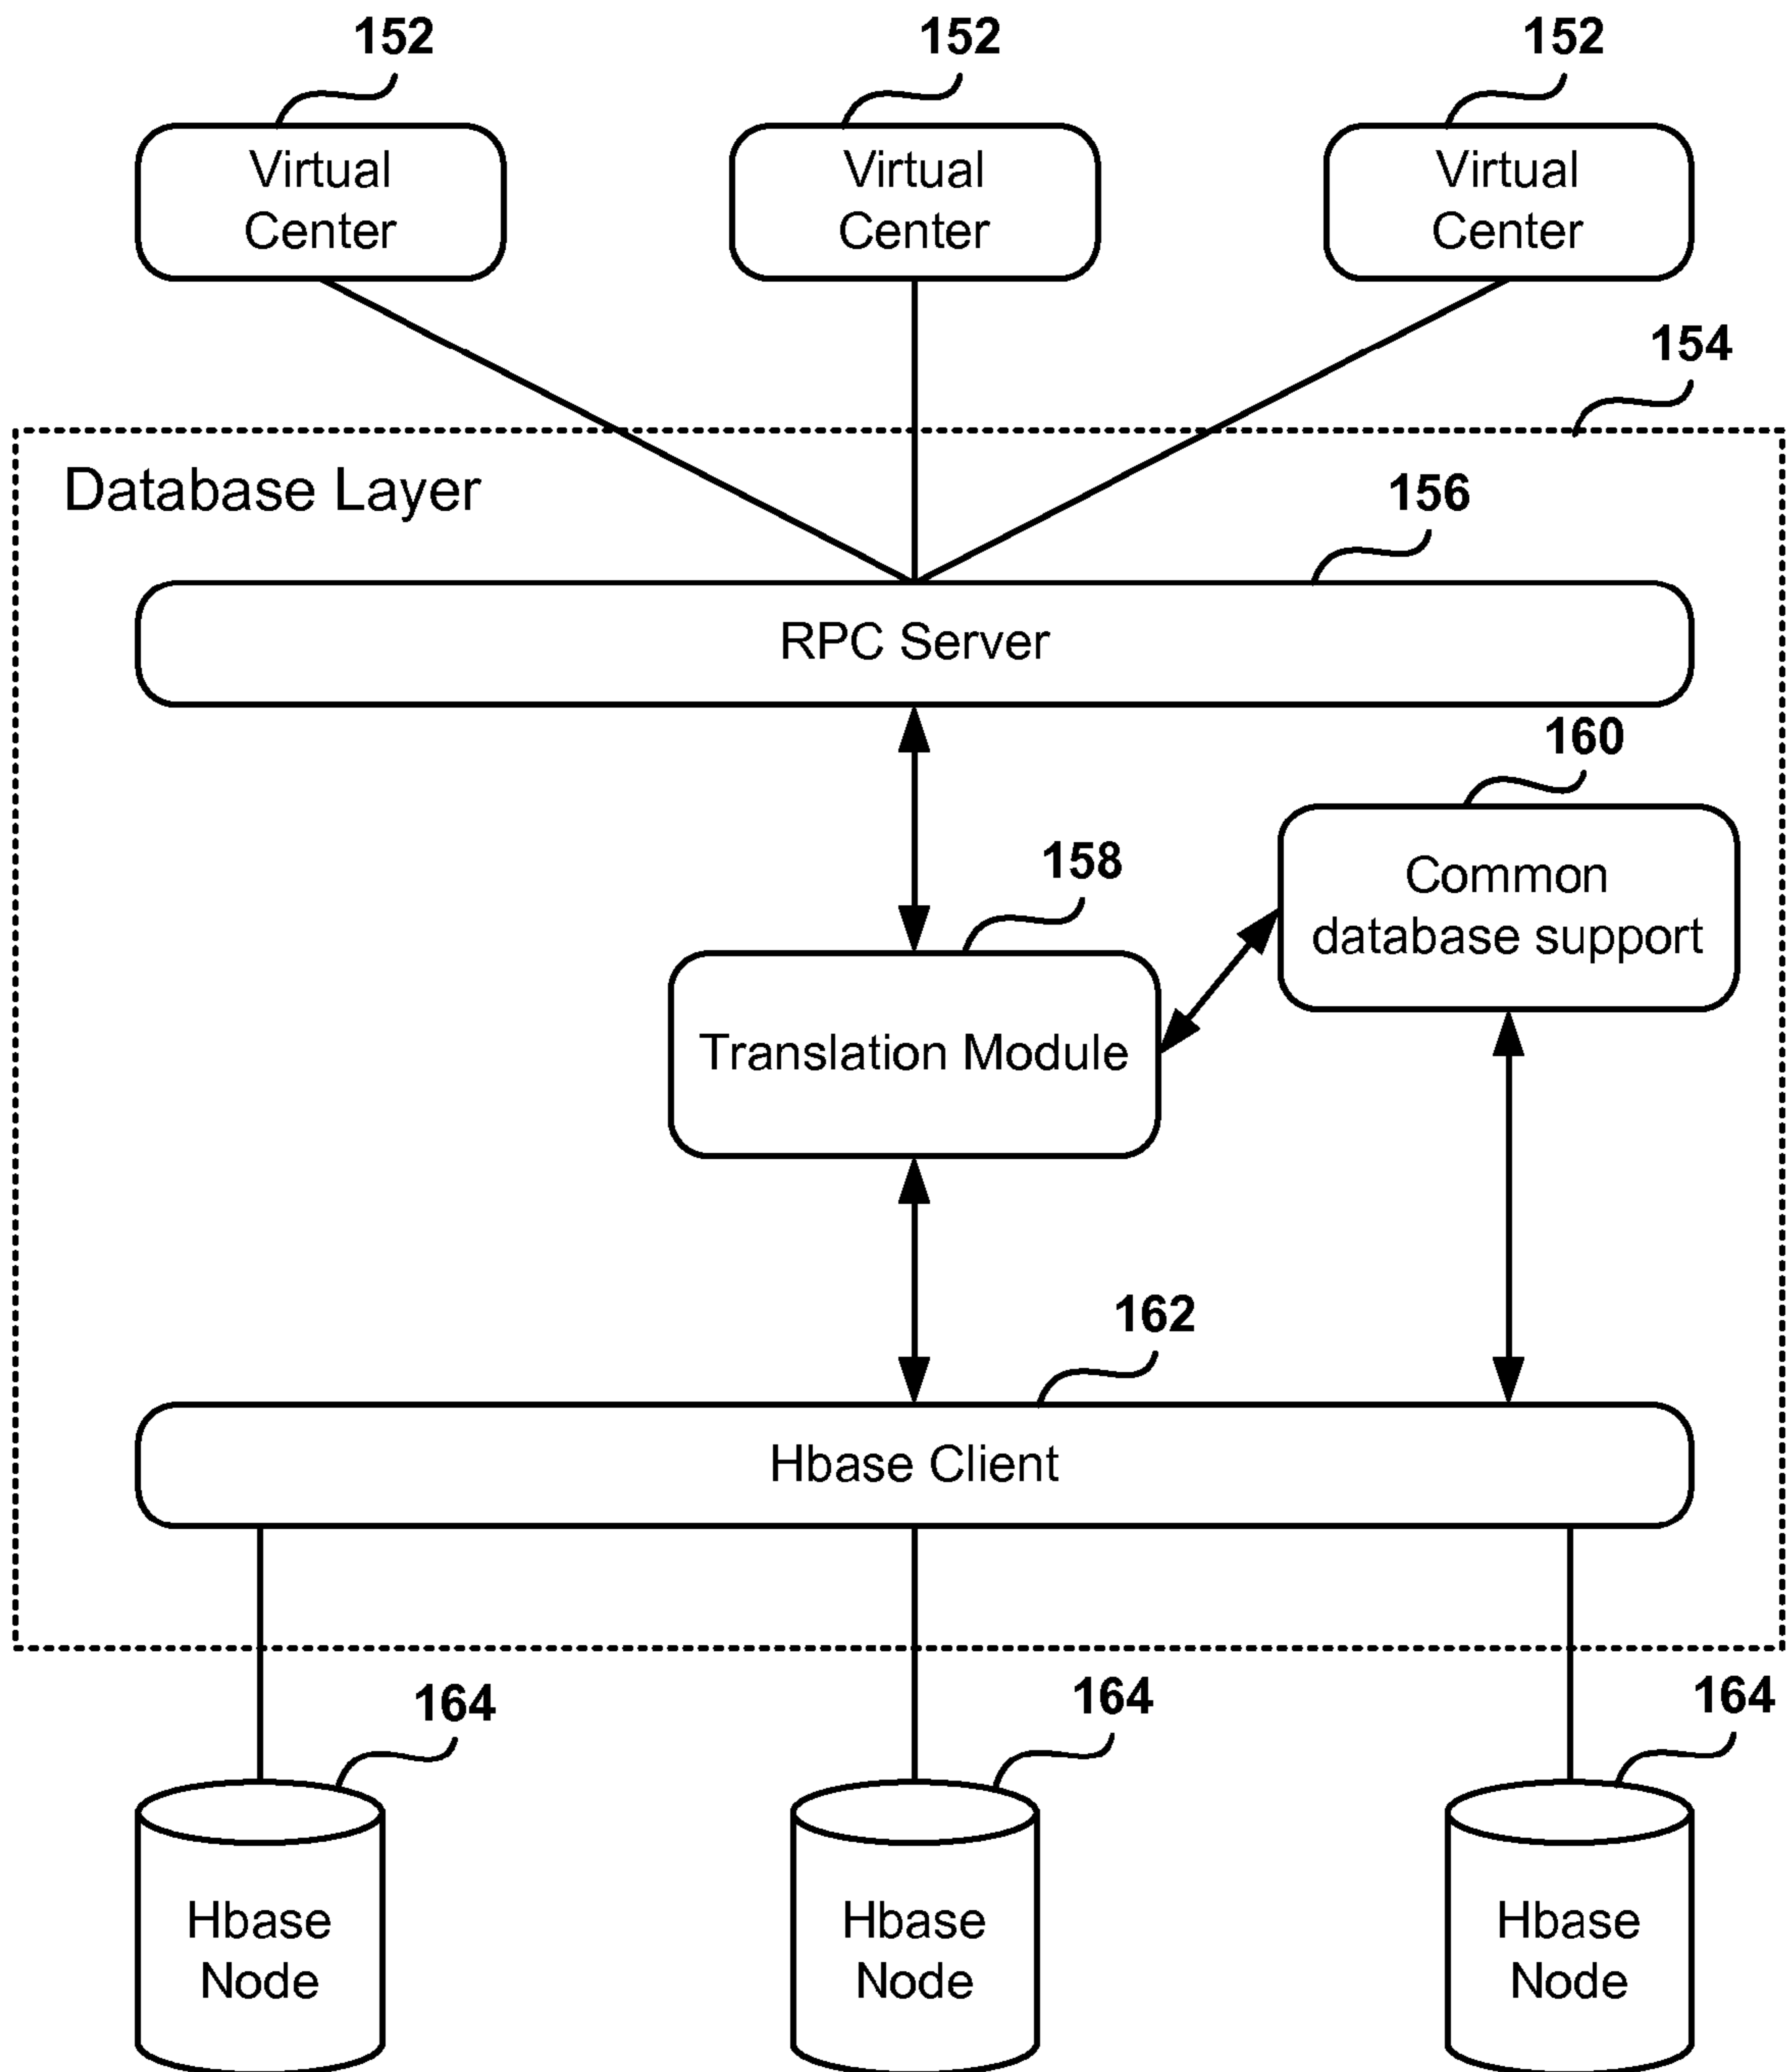 152
152
152
Virtual
Center
Virtual
Center
Virtual
Center
154
Database Layer
156
RPC Server
160
158
Common
database support
Translation Module
162
Hbase Client
164
164
164
Hbase
Node
Hbase
Node
Hbase
Node